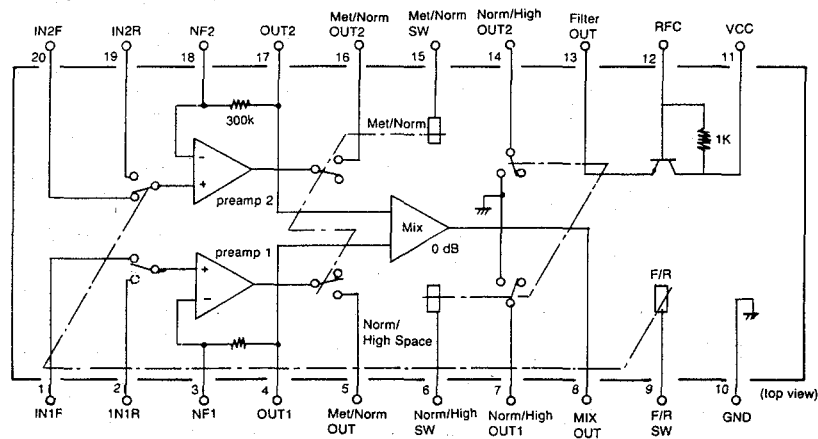 IN2F
IN2R
NF2
OUT2
Met/Norm
OUT2
Met/Norm
SW
Norm/High
OUT2
Filter
OUT
RFC
VCC
20
19
18
17
16
15
14
13
12
11
300k
Met/Norm
1K
preamp 2
Mix
0 dB
preamp 1
F/R
Norm/
High Space
1
2
3
4
5
6
7
8
9
10
(top view)
IN1F
1N1R
NF1
OUT1
Met/Norm
OUT
Norm/High
SW
Norm/High
OUT1
MIX
OUT
F/R
SW
GND